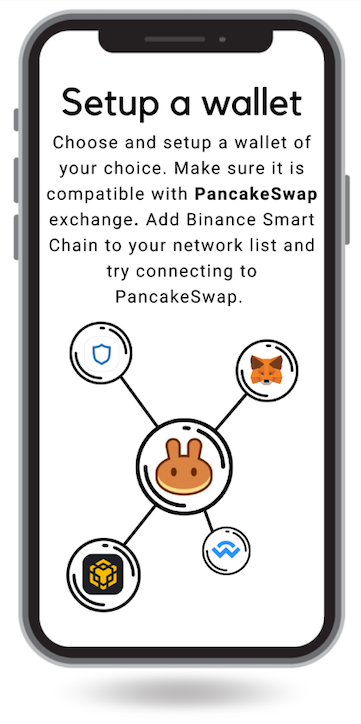 Setup a wallet
Choose and setup a wallet of
your choice. Make sure it is
compatible with PancakeSwap
exchange. Add Binance Smart
Chain to your network list and
try connecting to
PancakeSwap.